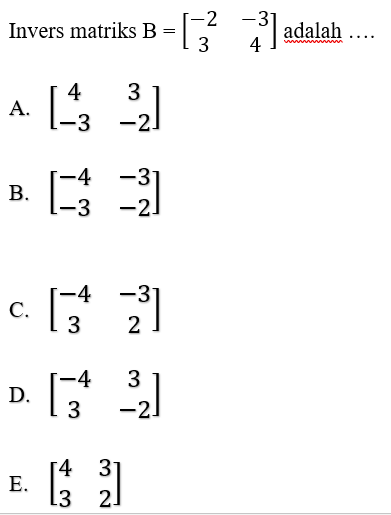 Invers matriks B = [−2 −3
3 4] adalah ....
A. [4 3
−3 −2]
B. [−4 −3
−3 −2]
C. [−4 −3
3 2]
D. [−4 3
3 −2]
E. [4 3
3 2]